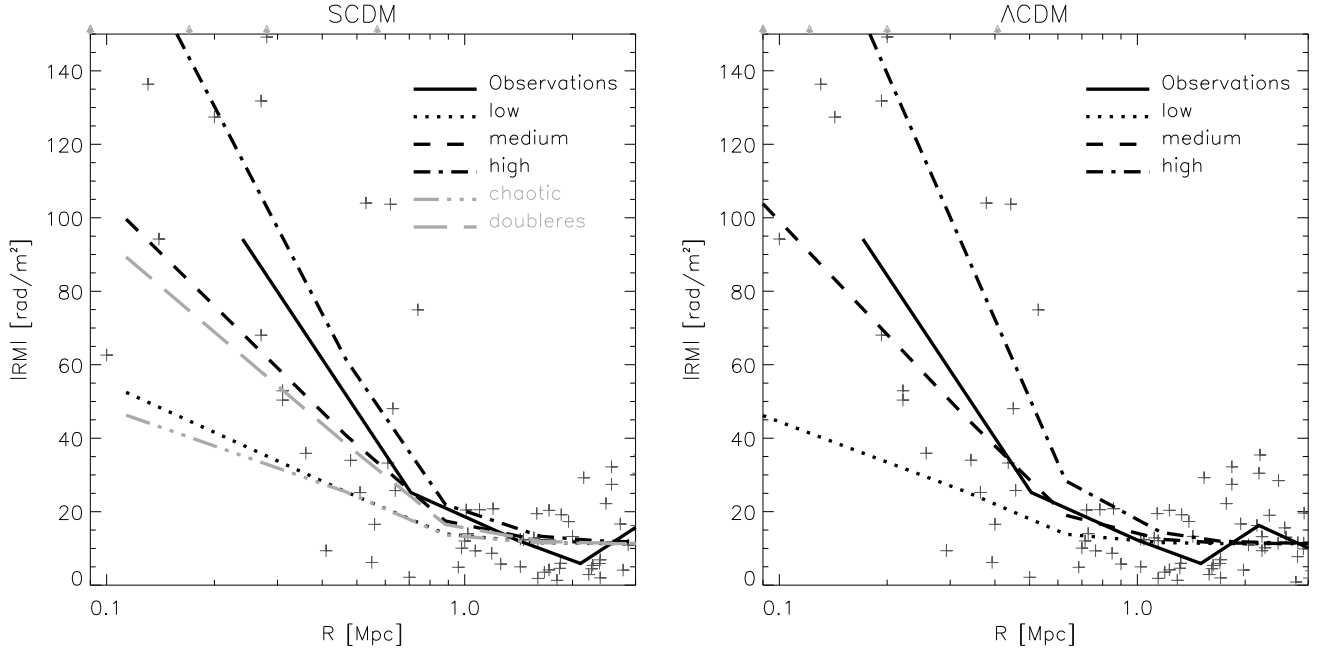 SCDM
|RM| [rad/m²]
140
120
100
80
60
40
20
0
0.1
1.0
R [Mpc]
Observations
low
medium
high
chaotic
doubleres
ΛCDM
|RM| [rad/m²]
140
120
100
80
60
40
20
0
0.1
1.0
R [Mpc]
Observations
low
medium
high